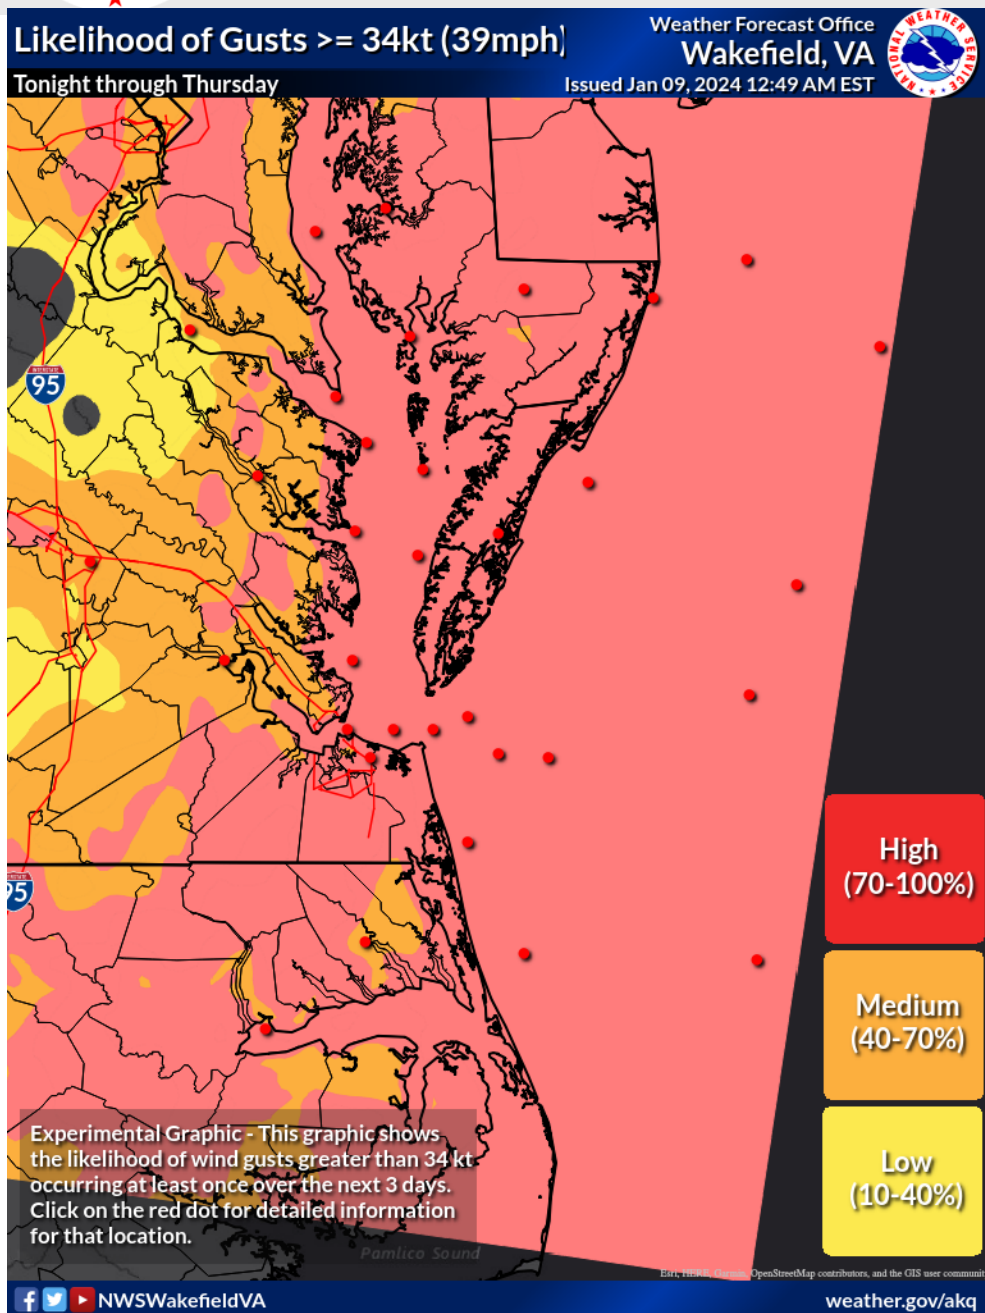 Likelihood of Gusts >= 34kt (39mph)
Tonight through Thursday
Weather Forecast Office
Wakefield, VA
Issued Jan 09, 2024 12:49 AM EST
NATIONAL WEATHER SERVICE
INTERSTATE
95
95
High
(70-100%)
Medium
(40-70%)
Low
(10-40%)
Experimental Graphic - This graphic shows
the likelihood of wind gusts greater than 34 kt
occurring at least once over the next 3 days.
Click on the red dot for detailed information
for that location.
Pamlico Sound
Esri, HERE, Garmin, OpenStreetMap contributors, and the GIS user communit
NWSWakefieldVA
weather.gov/akq